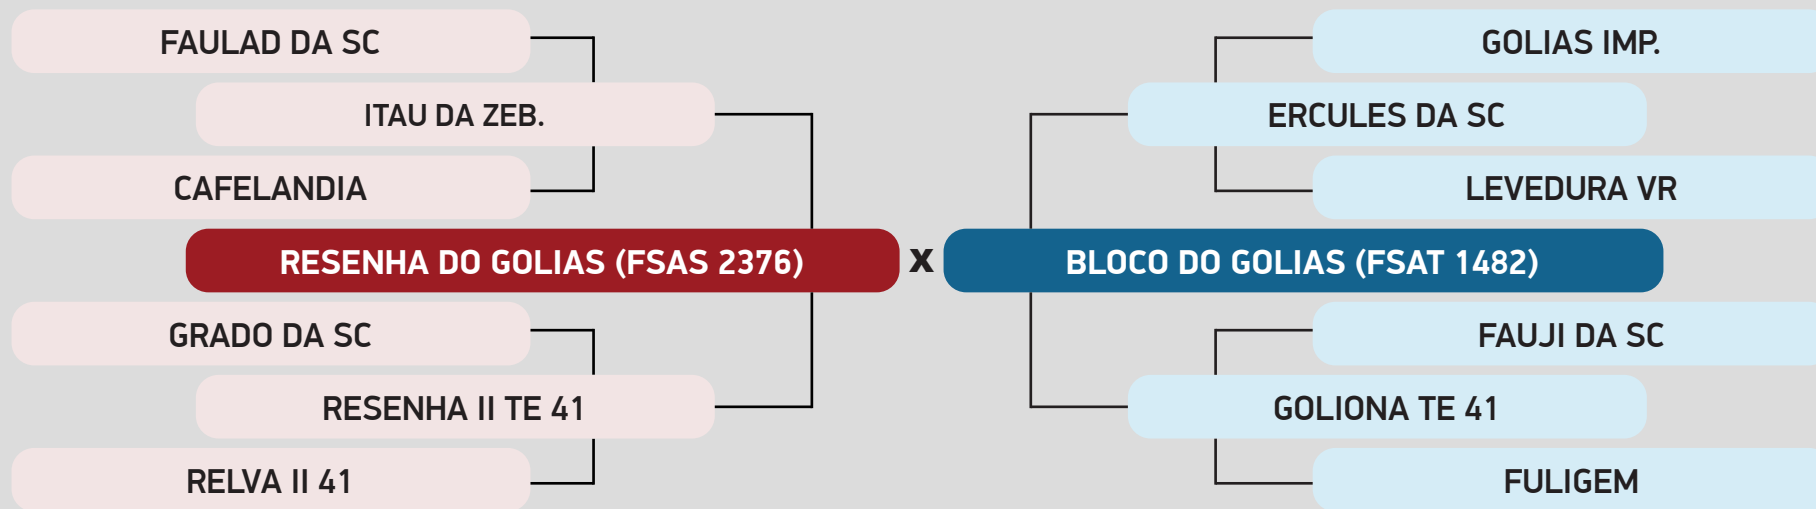 FAULAD DA SC
ITAU DA ZEB.
CAFELANDIA
RESENHA DO GOLIAS (FSAS 2376)
GRADO DA SC
RESENHA II TE 41
RELVA II 41
X
GOLIAS IMP.
ERCULES DA SC
LEVEDURA VR
BLOCO DO GOLIAS (FSAT 1482)
FAUJI DA SC
GOLIONA TE 41
FULIGEM